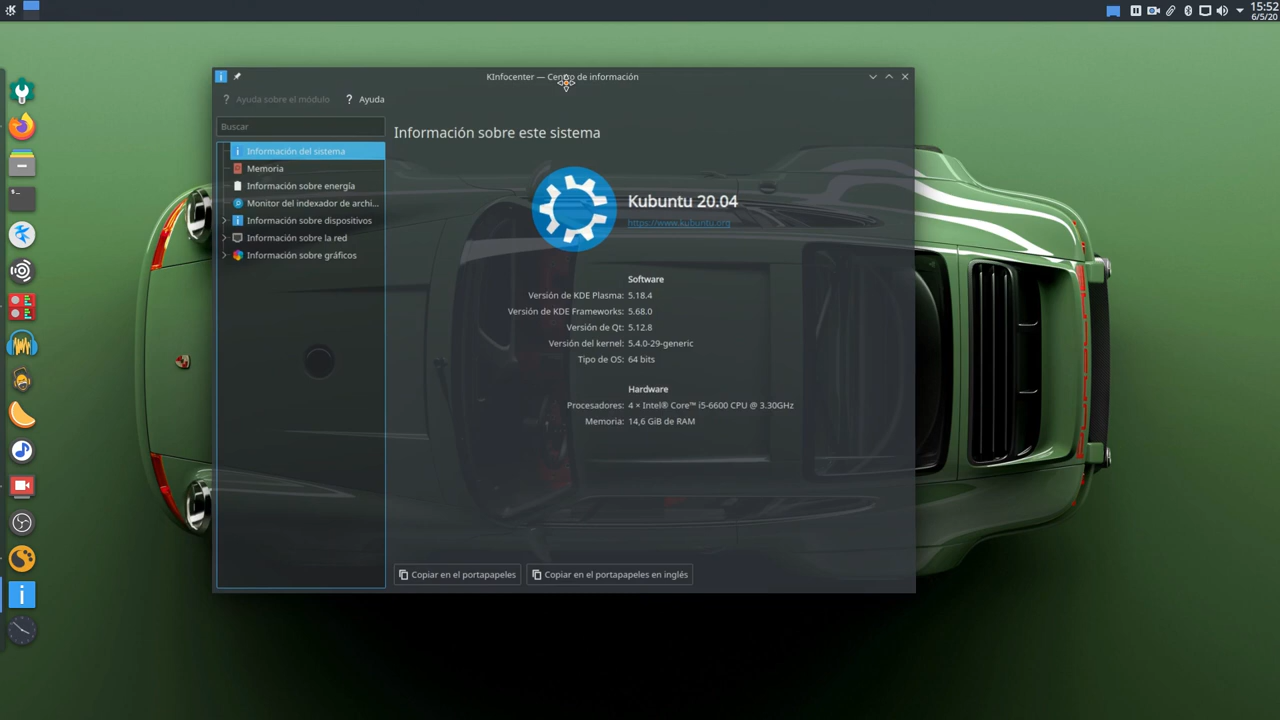 15:52
6/5/20
KInfocenter — Centro de información
? Ayuda sobre el módulo ? Ayuda
Buscar
Información del sistema
Memoria
Información sobre energía
Monitor del indexador de archi...
Información sobre dispositivos
Información sobre la red
Información sobre gráficos
Información sobre este sistema
Kubuntu 20.04
https://www.kubuntu.org
Software
Versión de KDE Plasma: 5.18.4
Versión de KDE Frameworks: 5.68.0
Versión de Qt: 5.12.8
Versión del kernel: 5.4.0-29-generic
Tipo de OS: 64 bits
Hardware
Procesadores: 4 × Intel® Core™ i5-6600 CPU @ 3.30GHz
Memoria: 14,6 GiB de RAM
Copiar en el portapapeles Copiar en el portapapeles en inglés